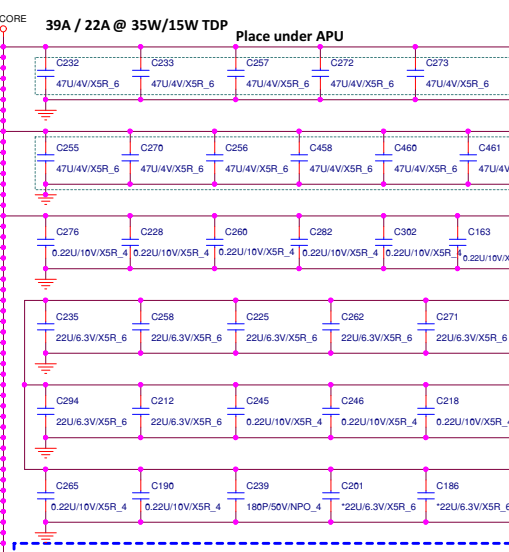 CORE
39A / 22A @ 35W/15W TDP
Place under APU
C232 C233 C257 C272 C273
47U/4V/X5R_6 47U/4V/X5R_6 47U/4V/X5R_6 47U/4V/X5R_6 47U/4V/X5R_6
C255 C270 C256 C458 C460 C461
47U/4V/X5R_6 47U/4V/X5R_6 47U/4V/X5R_6 47U/4V/X5R_6 47U/4V/X5R_6 47U/4V
C276 C228 C260 C282 C302 C163
0.22U/10V/X5R_4 0.22U/10V/X5R_4 0.22U/10V/X5R_4 0.22U/10V/X5R_4 0.22U/10V/X5R_4 0.22U/10V/X
C235 C258 C225 C262 C271
22U/6.3V/X5R_6 22U/6.3V/X5R_6 22U/6.3V/X5R_6 22U/6.3V/X5R_6 22U/6.3V/X5R_6
C294 C212 C245 C246 C218
22U/6.3V/X5R_6 22U/6.3V/X5R_6 0.22U/10V/X5R_4 0.22U/10V/X5R_4 0.22U/10V/X5R_4
C265 C190 C239 C201 C186
0.22U/10V/X5R_4 0.22U/10V/X5R_4 180P/50V/NPO_4 *22U/6.3V/X5R_6 *22U/6.3V/X5R_6